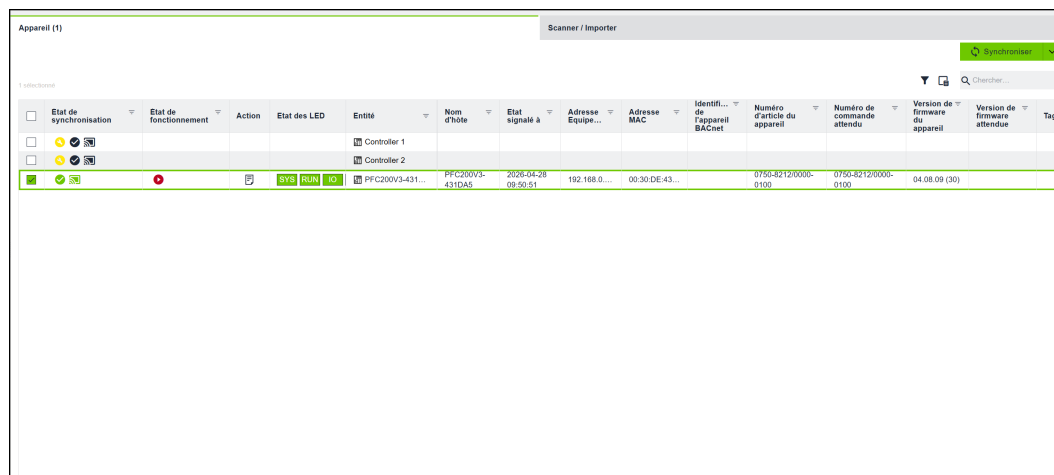 Appareil (1)
Scanner / Importer
Synchroniser
1 sélectionné
Chercher...
Etat de synchronisation
Etat de fonctionnement
Action
Etat des LED
Entité
Nom d'hôte
Etat signalé à
Adresse Equipe...
Adresse MAC
Identifi... de l'appareil BACnet
Numéro d'article du appareil
Numéro de commande attendu
Version de firmware du appareil
Version de firmware attendue
Tag
Controller 1
Controller 2
SYS RUN IO
PFC200V3-431...
PFC200V3-431DA5
2026-04-28 09:50:51
192.168.0....
00:30:DE:43...
0750-8212/0000-0100
0750-8212/0000-0100
04.08.09 (30)